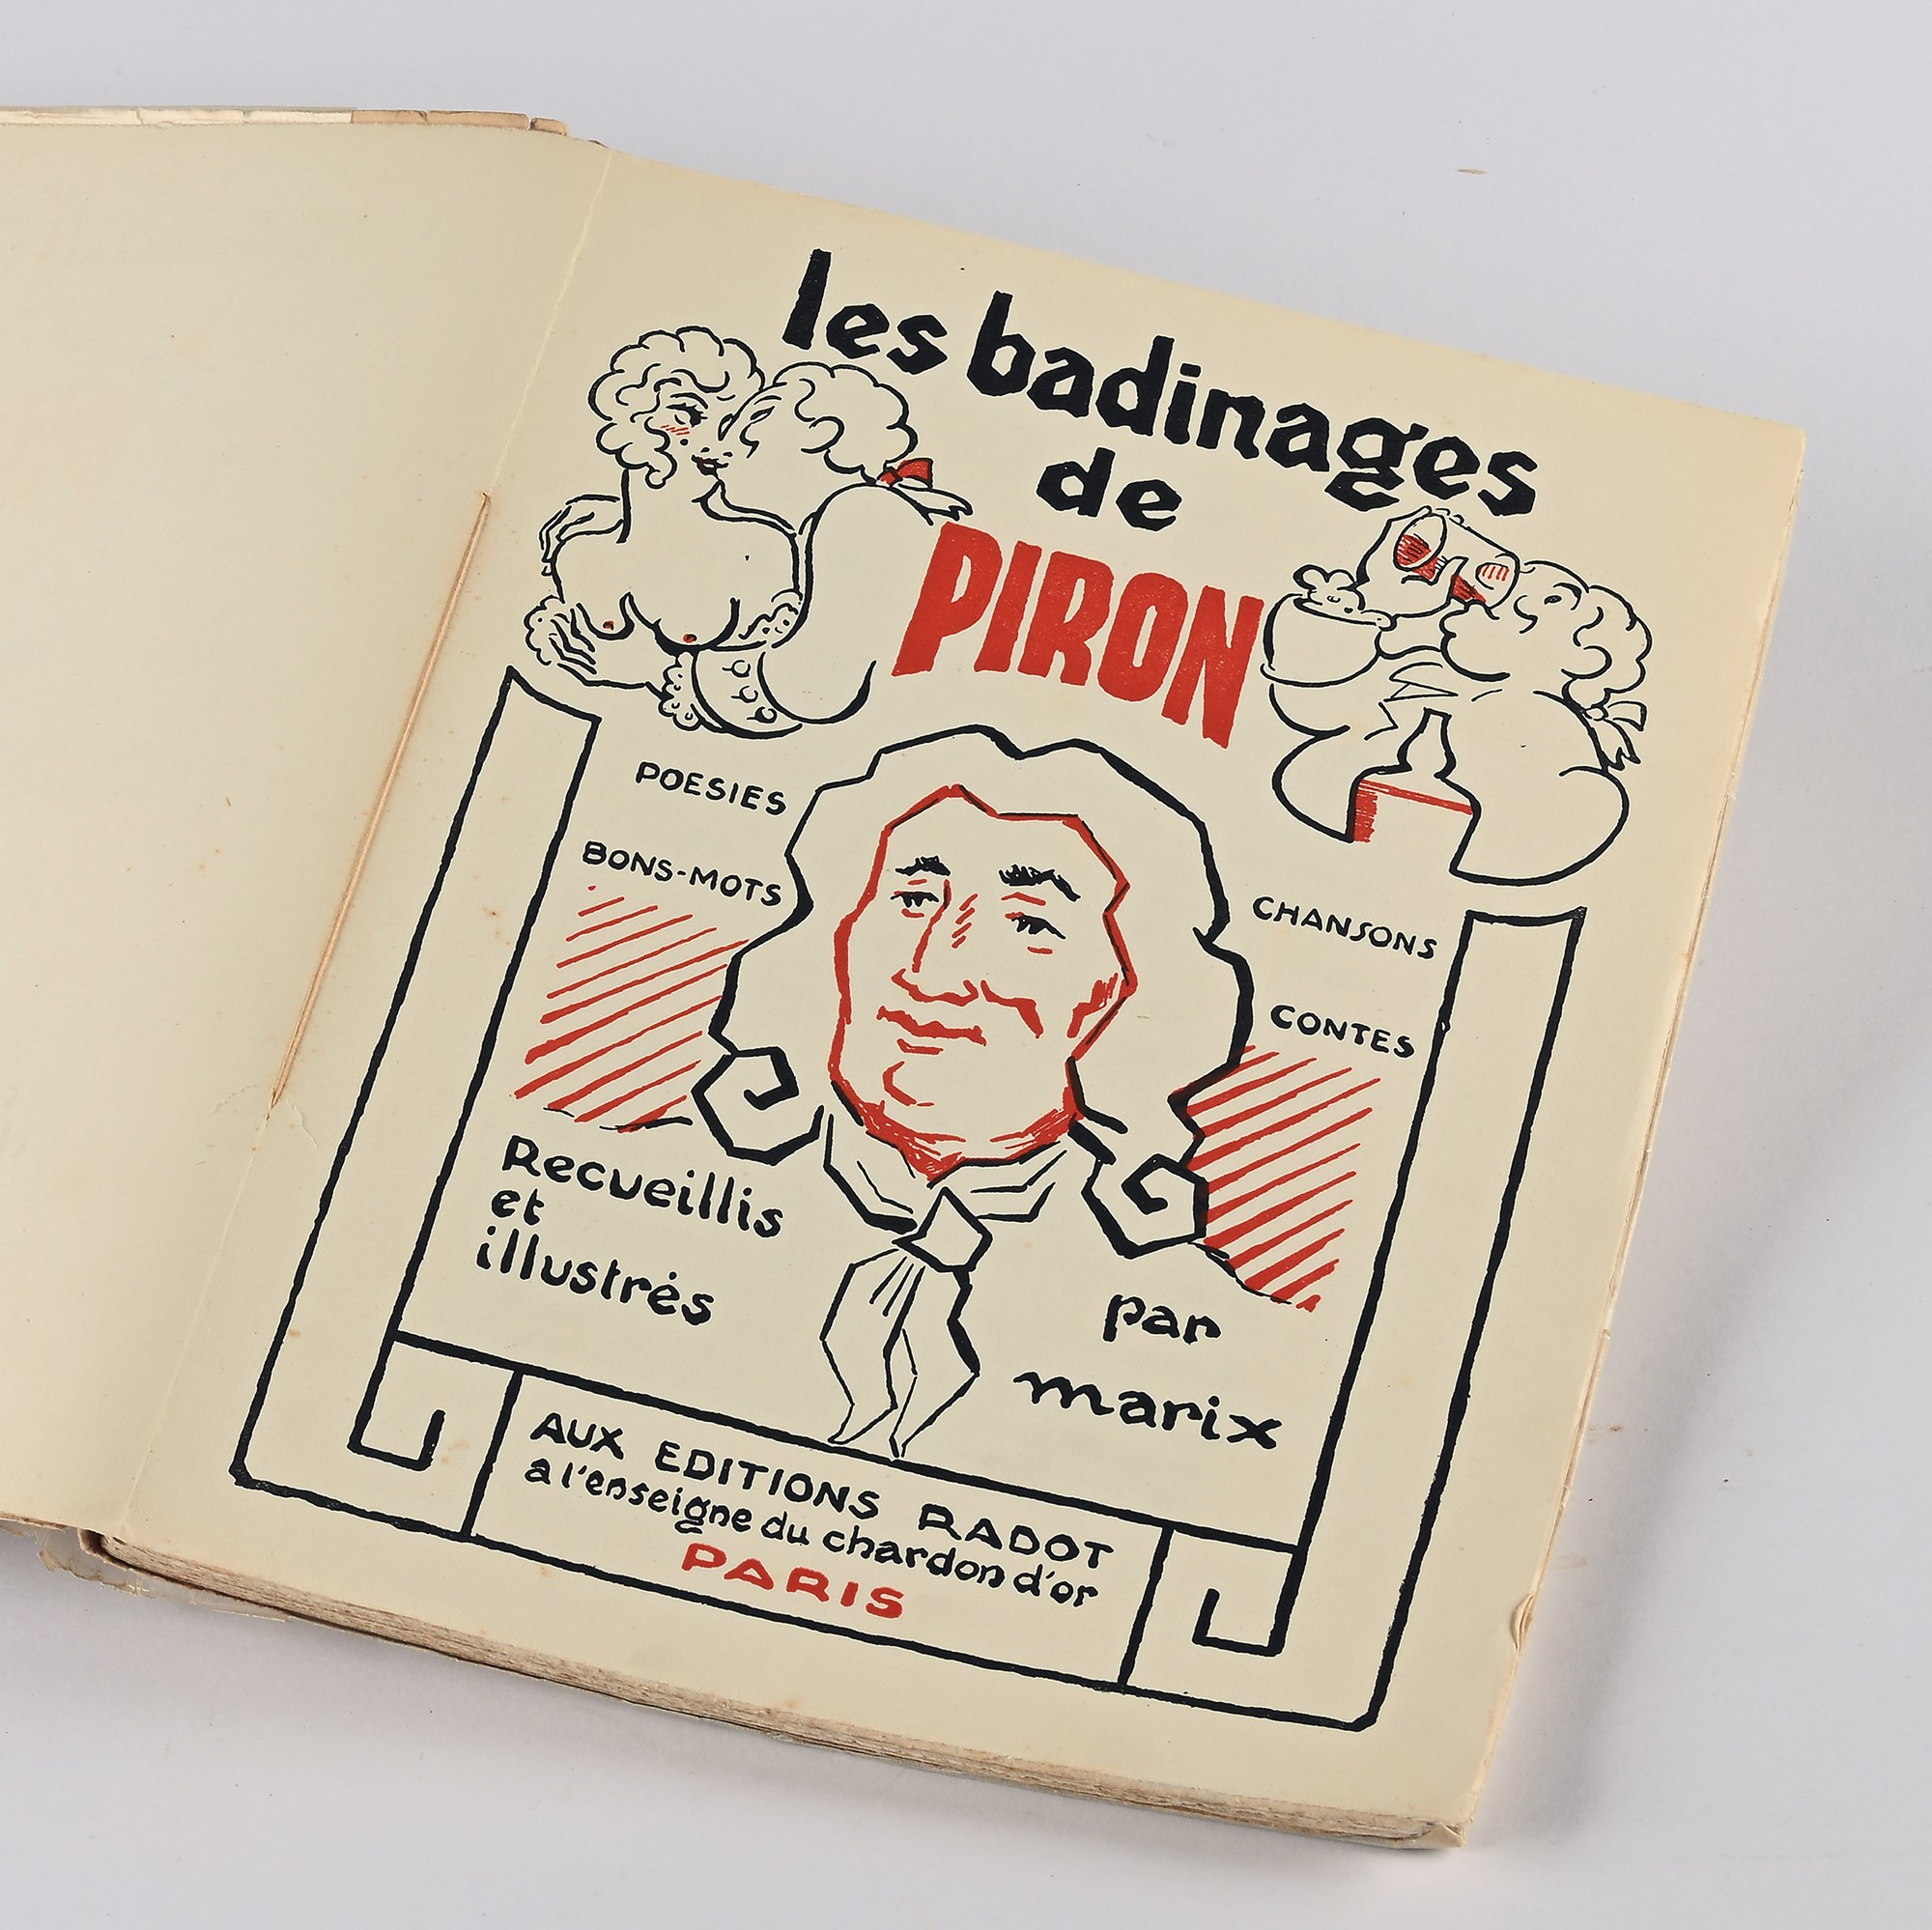 les badinages
de
PIRON
POESIES
BONS-MOTS
CHANSONS
CONTES
Recueillis
et
illustrés
par
marix
AUX EDITIONS RADOT
a l'enseigne du chardon d'or
PARIS